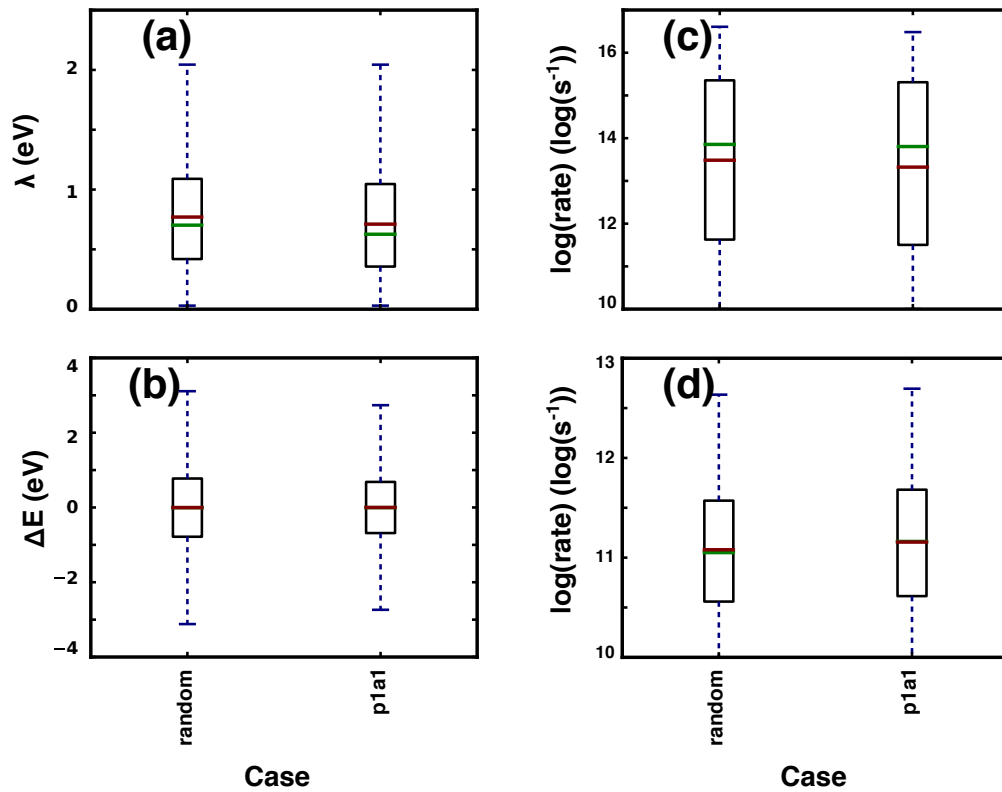 (a)
λ (eV)
2
1
0
(c)
log(rate) (log(s⁻¹))
16
14
12
10
(b)
ΔE (eV)
4
2
0
−2
−4
random
p1a1
Case
(d)
log(rate) (log(s⁻¹))
13
12
11
10
random
p1a1
Case